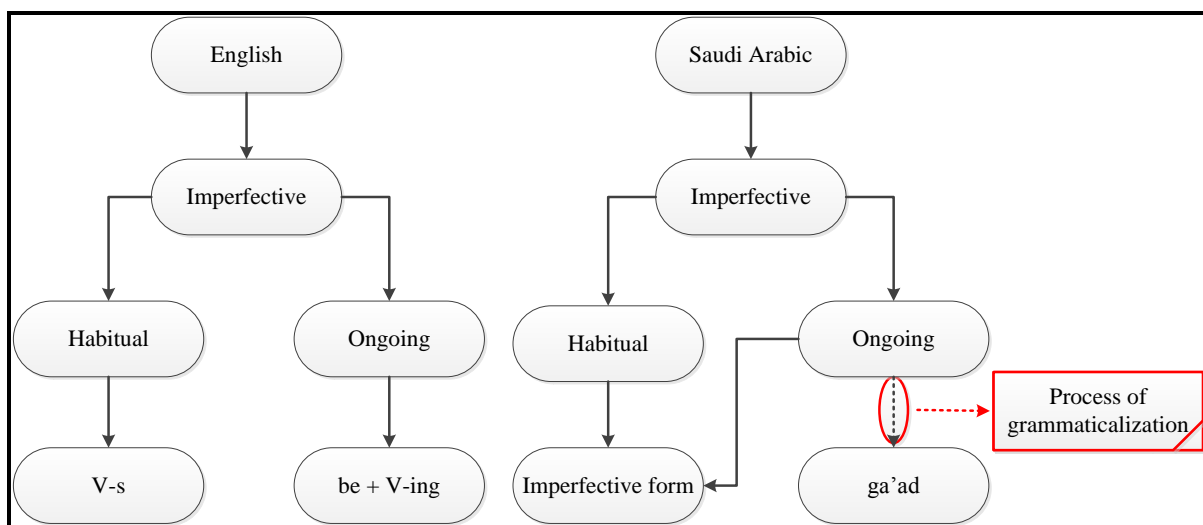 English
Saudi Arabic
Imperfective
Imperfective
Habitual
Ongoing
Habitual
Ongoing
Process of
grammaticalization
V-s
be + V-ing
Imperfective form
ga’ad